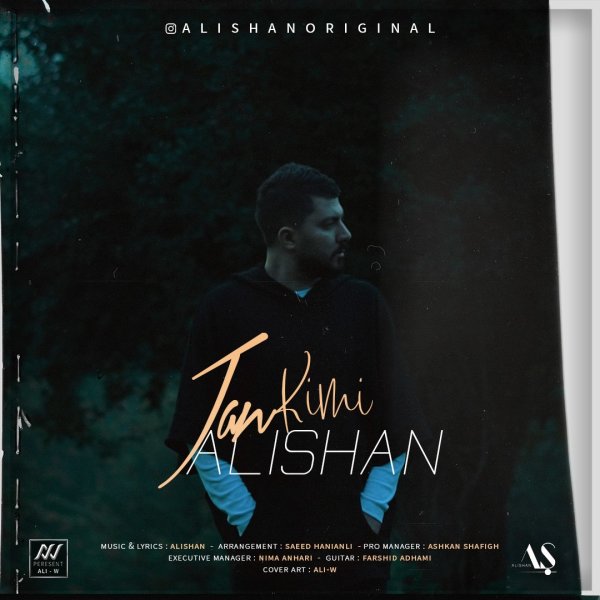 ALISHANORIGINAL
Jan Kimi
ALISHAN
MUSIC & LYRICS : ALISHAN - ARRANGEMENT : SAEED HANIANLI - PRO MANAGER : ASHKAN SHAFIGH
EXECUTIVE MANAGER : NIMA ANHARI - GUITAR : FARSHID ADHAMI
COVER ART : ALI-W
PERESENT
ALI - W
ALISHAN
AŞ